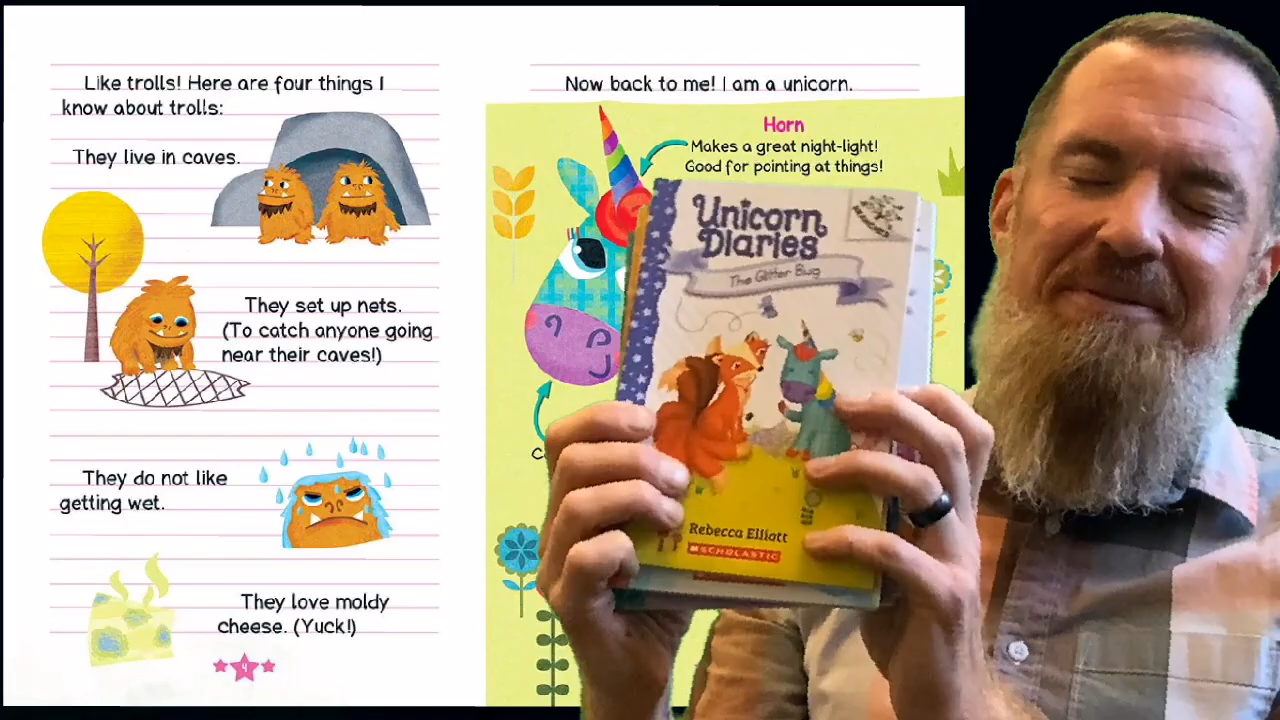 Like trolls! Here are four things I
know about trolls:
They live in caves.
They set up nets.
(To catch anyone going
near their caves!)
They do not like
getting wet.
They love moldy
cheese. (Yuck!)
4
Now back to me! I am a unicorn.
Horn
Makes a great night-light!
Good for pointing at things!
Unicorn
Diaries
The Glitter Bug
Rebecca Elliott
SCHOLASTIC